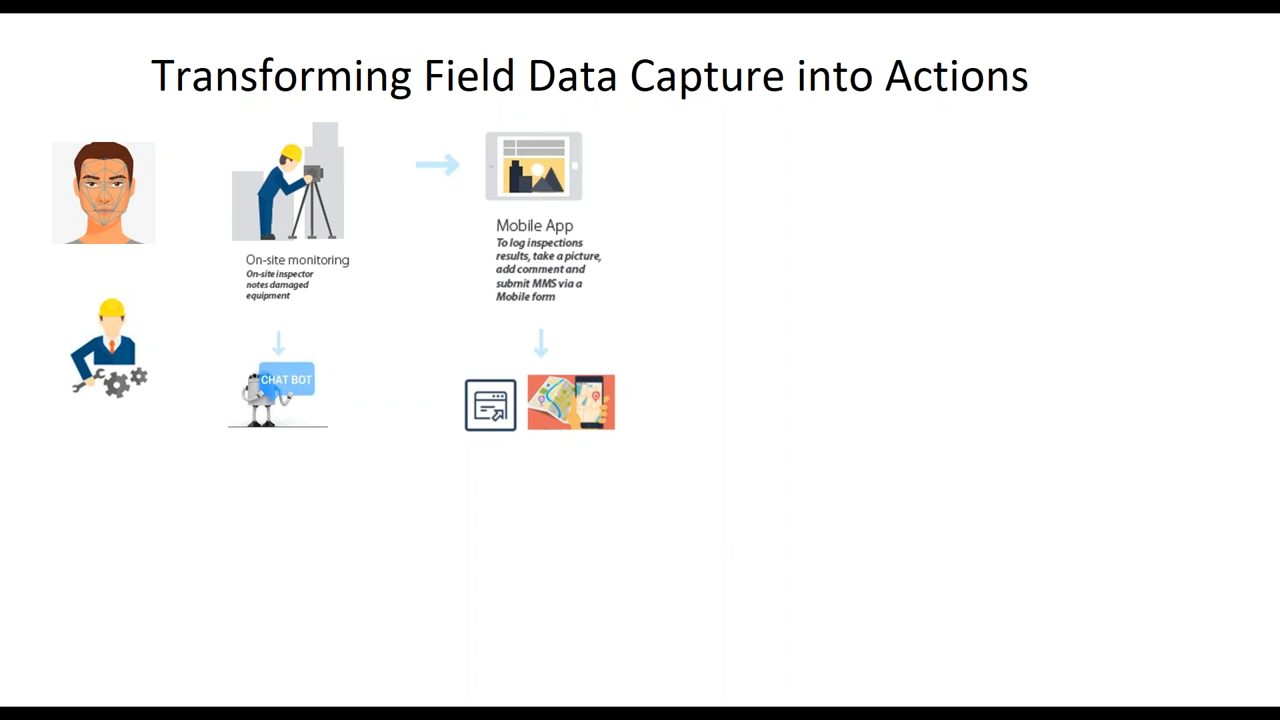 Transforming Field Data Capture into Actions
On-site monitoring
On-site inspector
notes damaged
equipment
Mobile App
To log inspections
results, take a picture,
add comment and
submit MMS via a
Mobile form
CHAT BOT